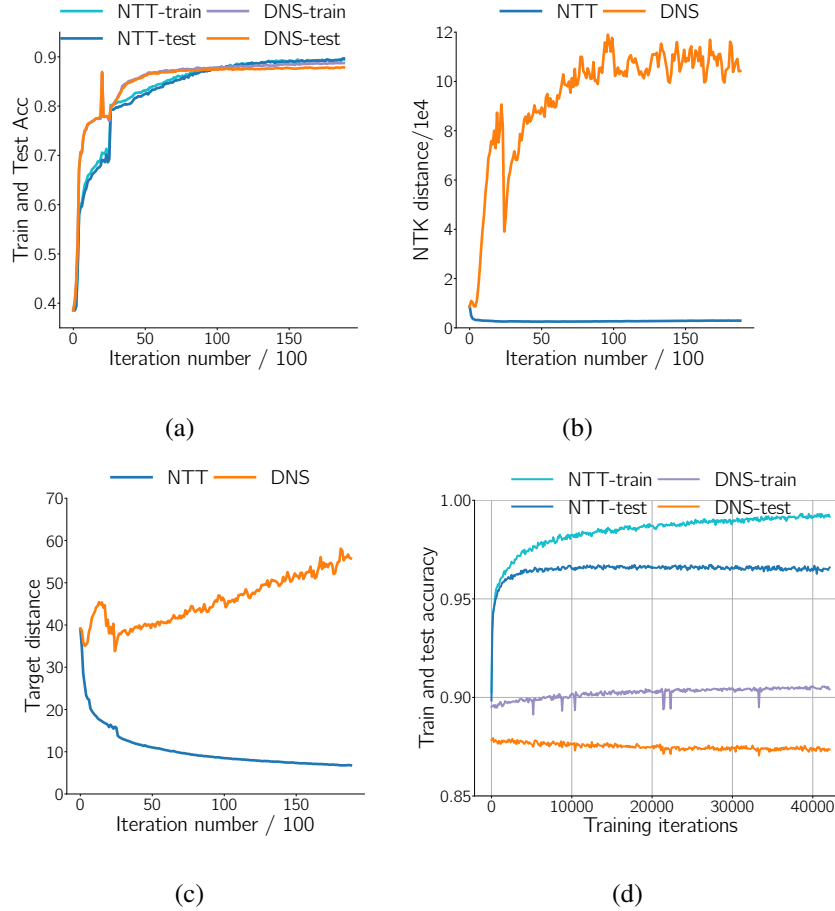 NTT-train DNS-train
NTT-test DNS-test
0.9
0.8
0.7
0.6
0.5
0.4
Train and Test Acc
0 50 100 150
Iteration number / 100
(a)
NTT DNS
12
10
8
6
4
2
0
NTK distance/1e4
0 50 100 150
Iteration number / 100
(b)
NTT DNS
70
60
50
40
30
20
10
0
Target distance
0 50 100 150
Iteration number / 100
(c)
NTT-train DNS-train
NTT-test DNS-test
1.00
0.95
0.90
0.85
Train and test accuracy
0 10000 20000 30000 40000
Training iterations
(d)